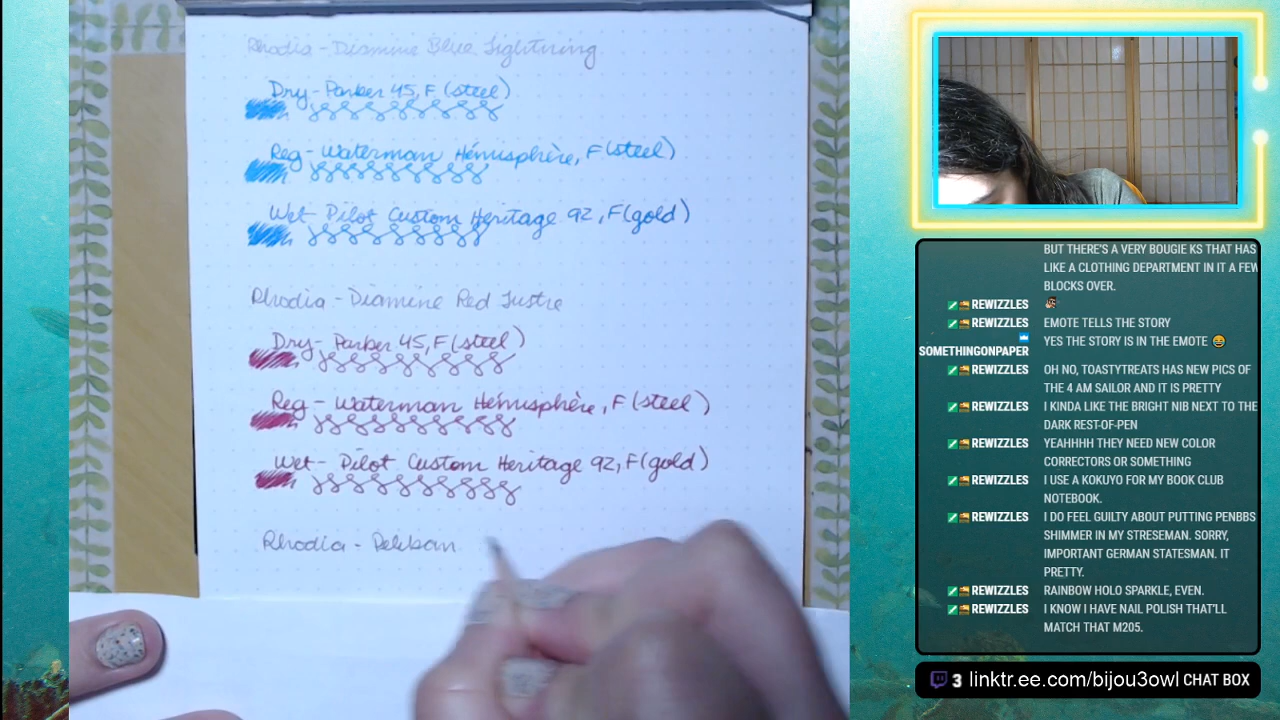 Rhodia - Diamine Blue Lightning
Dry - Parker 45, F (steel)
Reg - Waterman Hémisphère, F (steel)
Wet - Pilot Custom Heritage 92, F (gold)
Rhodia - Diamine Red Lustre
Dry - Parker 45, F (steel)
Reg - Waterman Hémisphère, F (steel)
Wet - Pilot Custom Heritage 92, F (gold)
Rhodia - Pelikan
BUT THERE'S A VERY BOUGIE KS THAT HAS
LIKE A CLOTHING DEPARTMENT IN IT A FEW
BLOCKS OVER.
REWIZZLES
REWIZZLES EMOTE TELLS THE STORY
SOMETHINGONPAPER YES THE STORY IS IN THE EMOTE 😅
REWIZZLES OH NO, TOASTYTREATS HAS NEW PICS OF
THE 4 AM SAILOR AND IT IS PRETTY
REWIZZLES I KINDA LIKE THE BRIGHT NIB NEXT TO THE
DARK REST-OF-PEN
REWIZZLES YEAHHHH THEY NEED NEW COLOR
CORRECTORS OR SOMETHING
REWIZZLES I USE A KOKUYO FOR MY BOOK CLUB
NOTEBOOK.
REWIZZLES I DO FEEL GUILTY ABOUT PUTTING PENBBS
SHIMMER IN MY STRESEMAN. SORRY,
IMPORTANT GERMAN STATESMAN. IT
PRETTY.
REWIZZLES RAINBOW HOLO SPARKLE, EVEN.
REWIZZLES I KNOW I HAVE NAIL POLISH THAT'LL
MATCH THAT M205.
3 linktr.ee.com/bijou3owl CHAT BOX